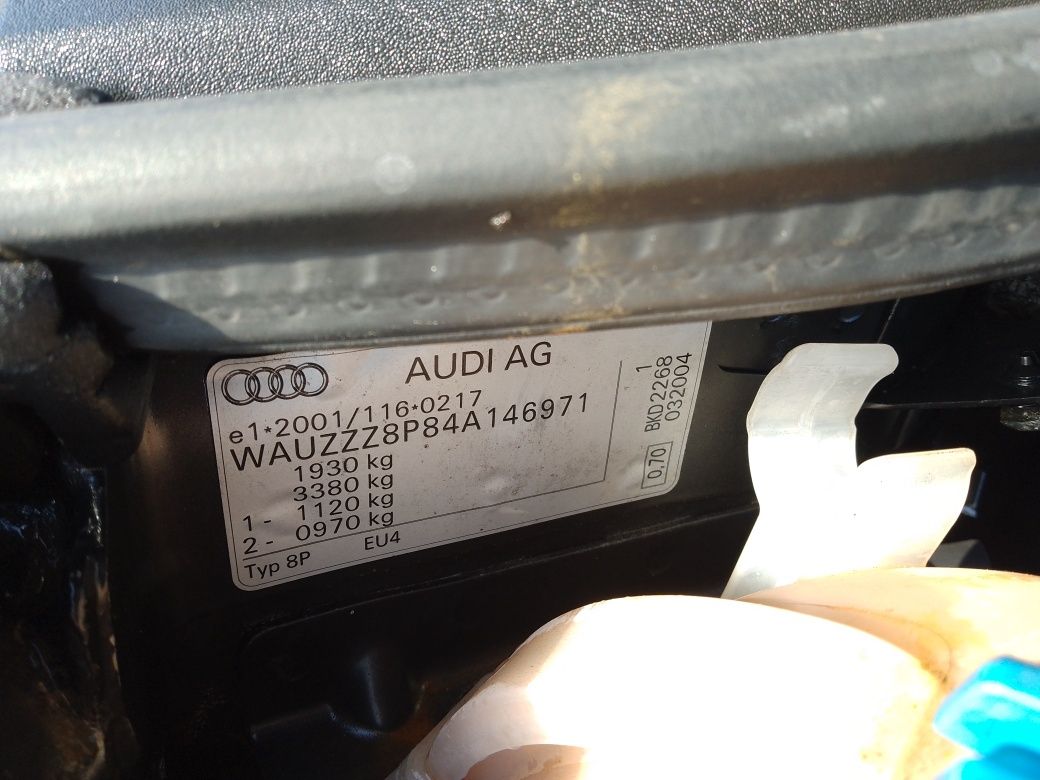 AUDI AG
e1*2001/116*0217
WAUZZZ8P84A146971
1930 kg
3380 kg
1 - 1120 kg
2 - 0970 kg
Typ 8P EU4
1
BKD2268
032004
0.70